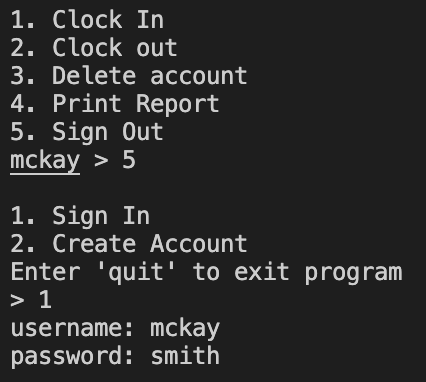 1. Clock In
2. Clock out
3. Delete account
4. Print Report
5. Sign Out
mckay > 5
1. Sign In
2. Create Account
Enter 'quit' to exit program
> 1
username: mckay
password: smith